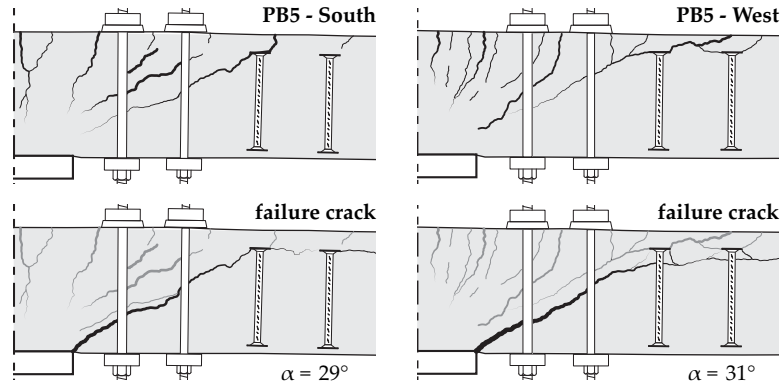 PB5 - South
PB5 - West
failure crack
failure crack
α = 29°
α = 31°